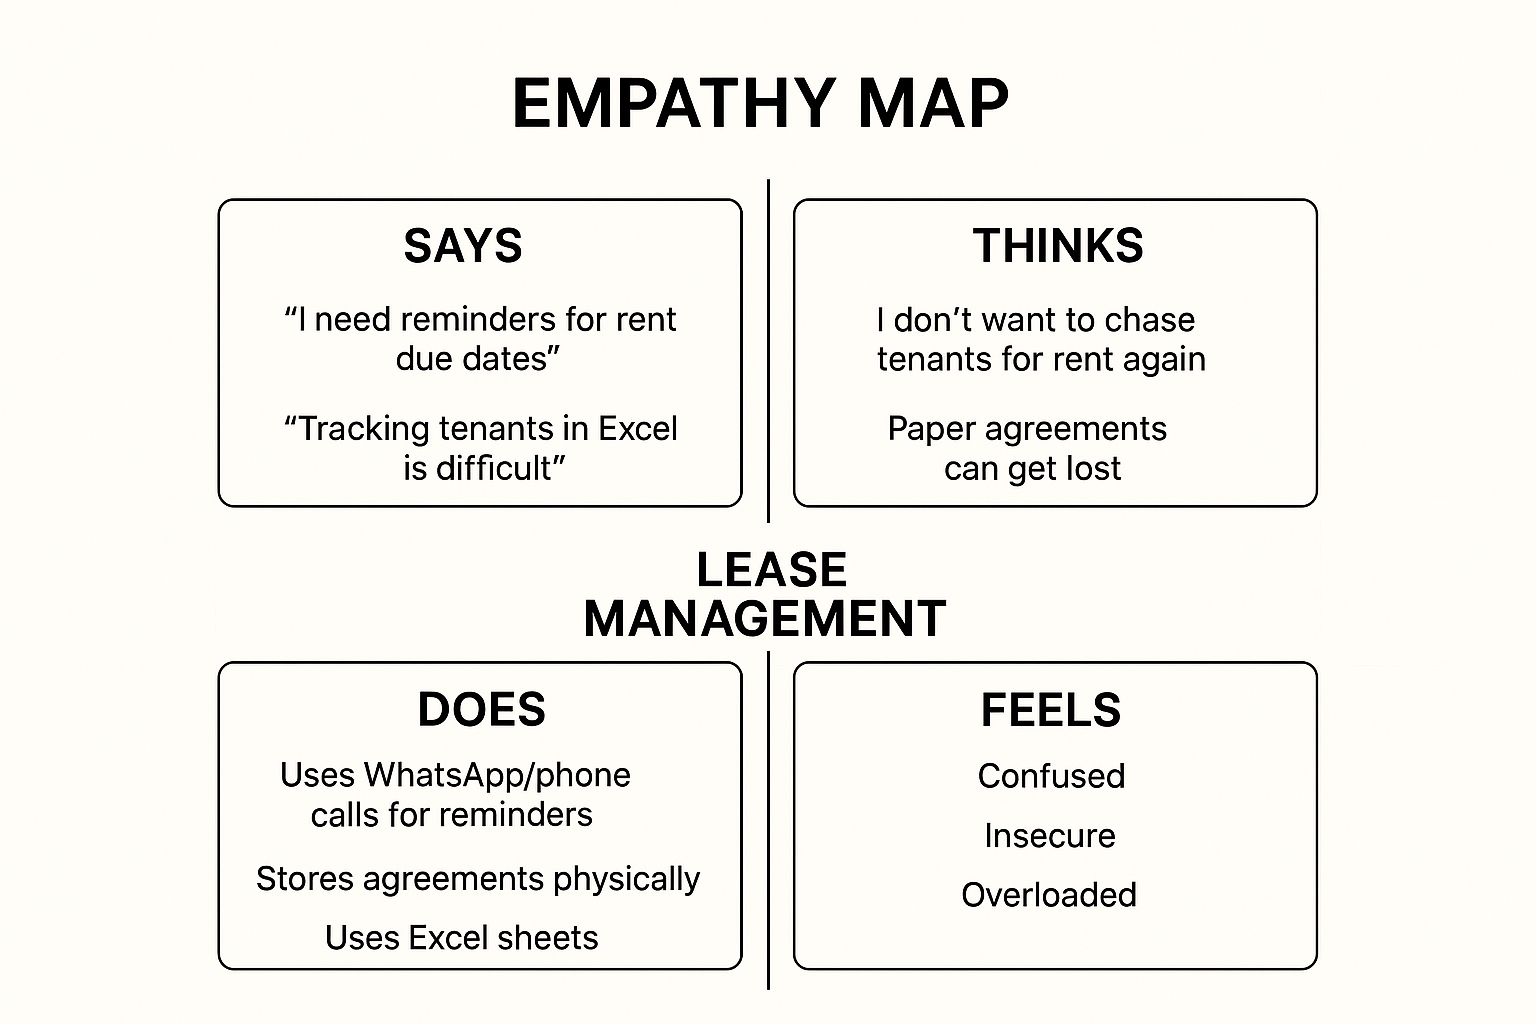 EMPATHY MAP
SAYS
“I need reminders for rent
due dates”
“Tracking tenants in Excel
is difficult”
THINKS
I don’t want to chase
tenants for rent again
Paper agreements
can get lost
LEASE
MANAGEMENT
DOES
Uses WhatsApp/phone
calls for reminders
Stores agreements physically
Uses Excel sheets
FEELS
Confused
Insecure
Overloaded